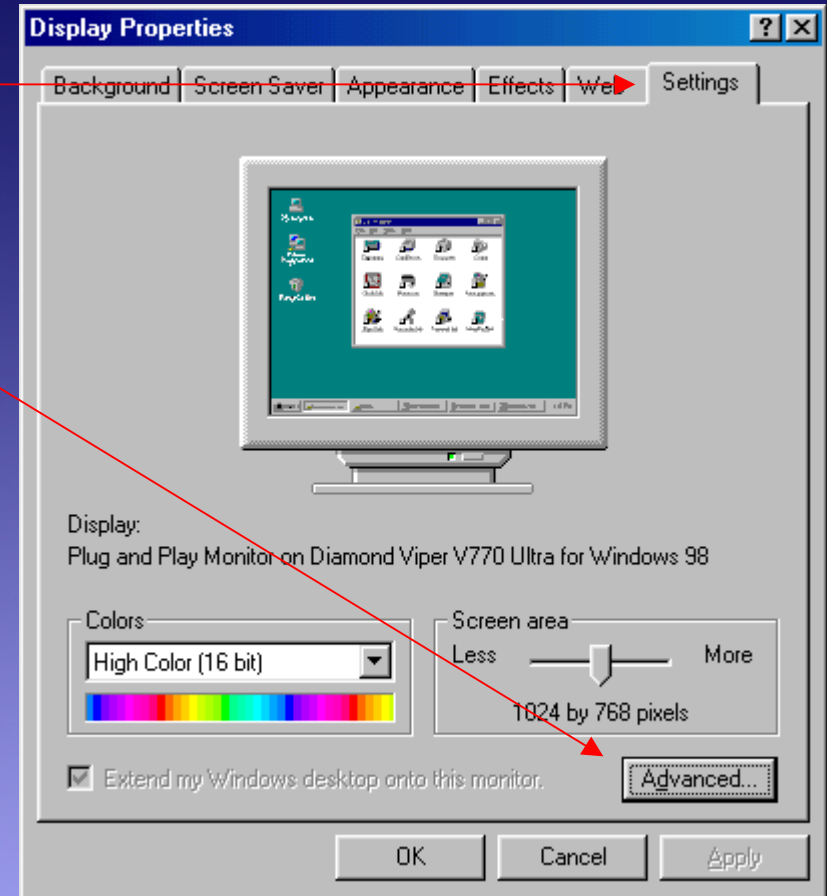 Display Properties
Background Screen Saver Appearance Effects Web Settings
Display:
Plug and Play Monitor on Diamond Viper V770 Ultra for Windows 98
Colors
High Color (16 bit)
Screen area
Less More
1024 by 768 pixels
Extend my Windows desktop onto this monitor.
Advanced...
OK Cancel Apply